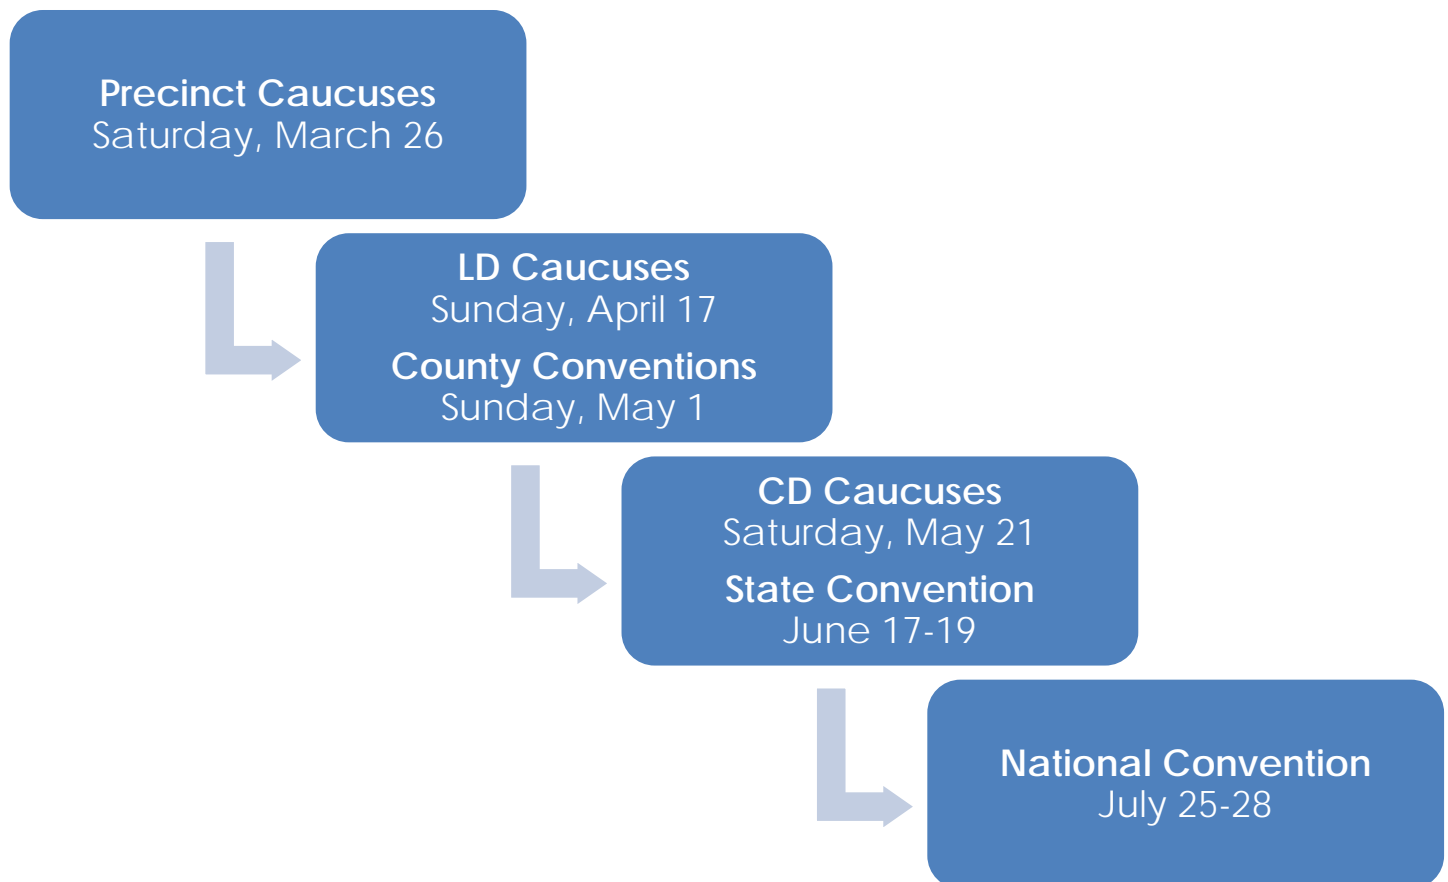 Precinct Caucuses
Saturday, March 26
LD Caucuses
Sunday, April 17
County Conventions
Sunday, May 1
CD Caucuses
Saturday, May 21
State Convention
June 17-19
National Convention
July 25-28